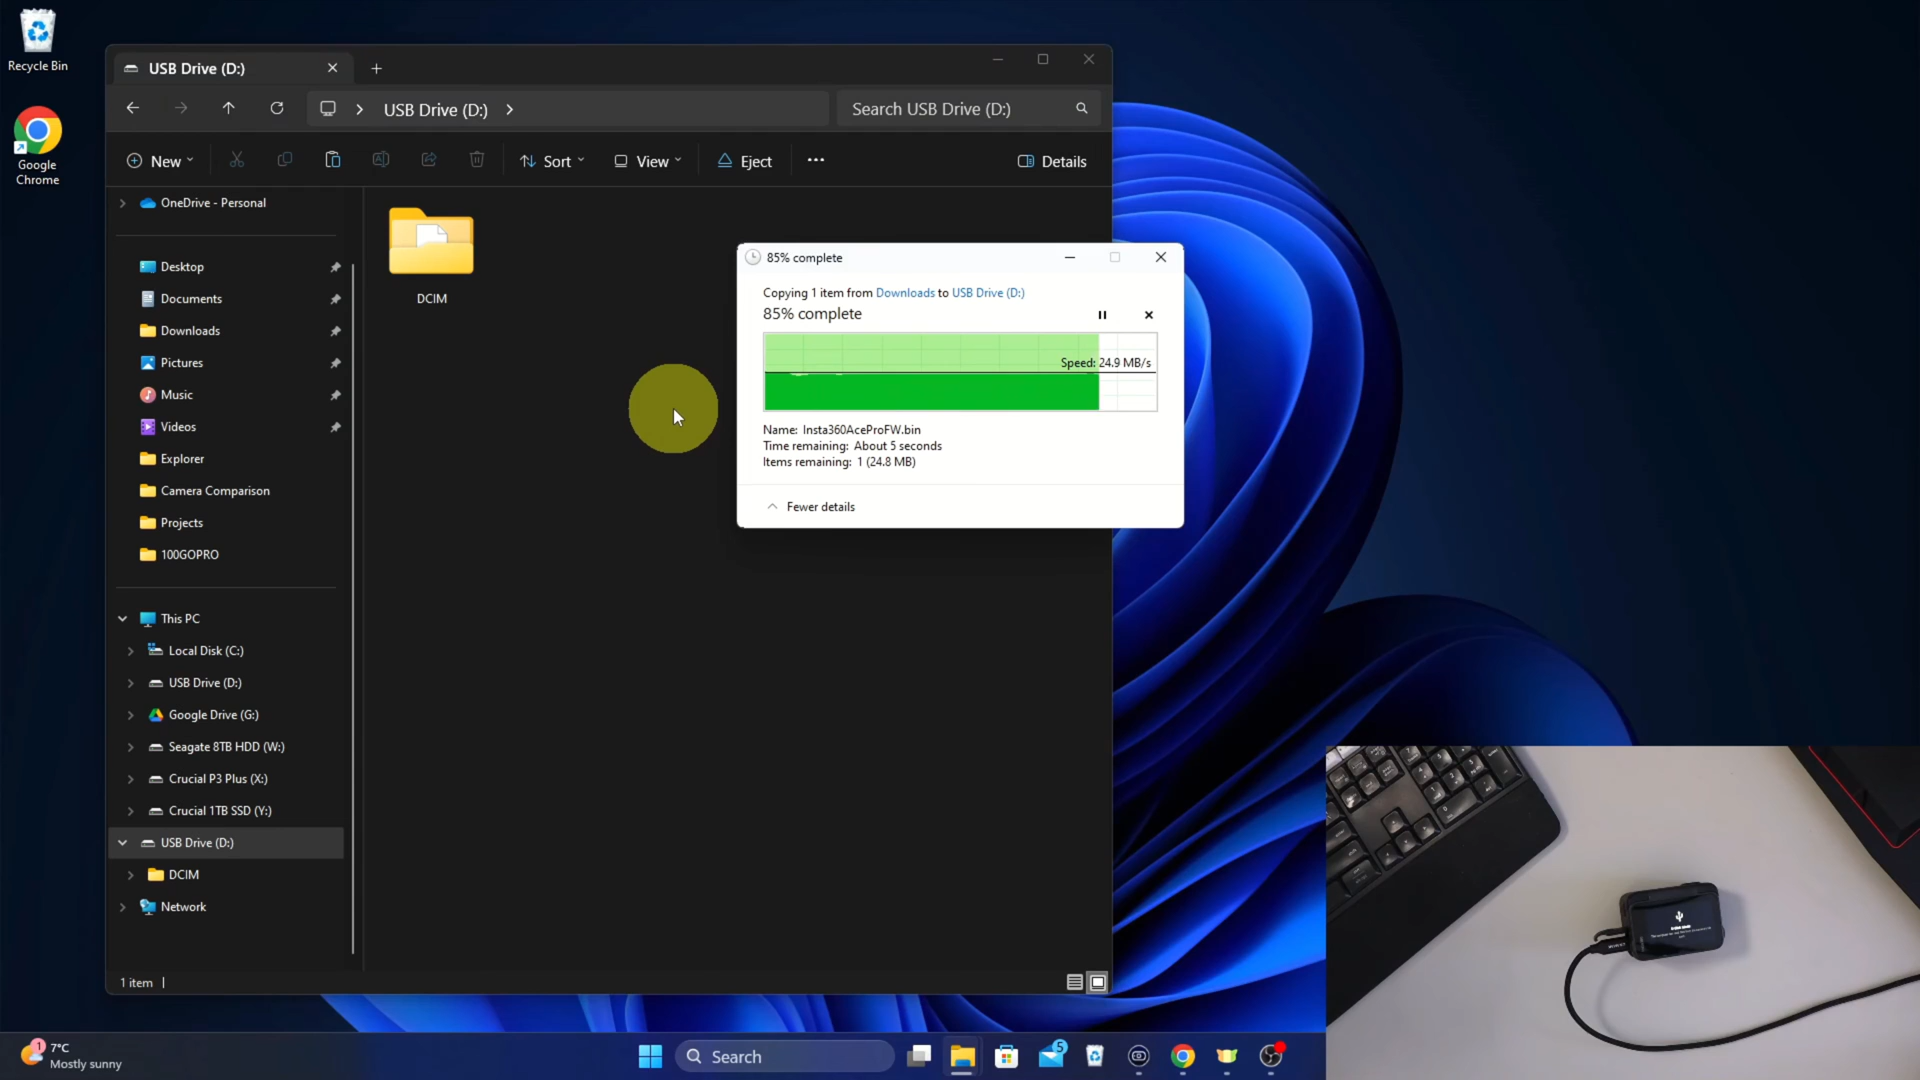 Recycle Bin
Google
Chrome
USB Drive (D:)
USB Drive (D:)
Search USB Drive (D:)
New
Sort
View
Eject
Details
OneDrive - Personal
Desktop
Documents
Downloads
Pictures
Music
Videos
Explorer
Camera Comparison
Projects
100GOPRO
This PC
Local Disk (C:)
USB Drive (D:)
Google Drive (G:)
Seagate 8TB HDD (W:)
Crucial P3 Plus (X:)
Crucial 1TB SSD (Y:)
USB Drive (D:)
DCIM
Network
1 item
DCIM
85% complete
Copying 1 item from Downloads to USB Drive (D:)
85% complete
Speed: 24.9 MB/s
Name: Insta360AceProFW.bin
Time remaining: About 5 seconds
Items remaining: 1 (24.8 MB)
Fewer details
1
7°C
Mostly sunny
Search
5